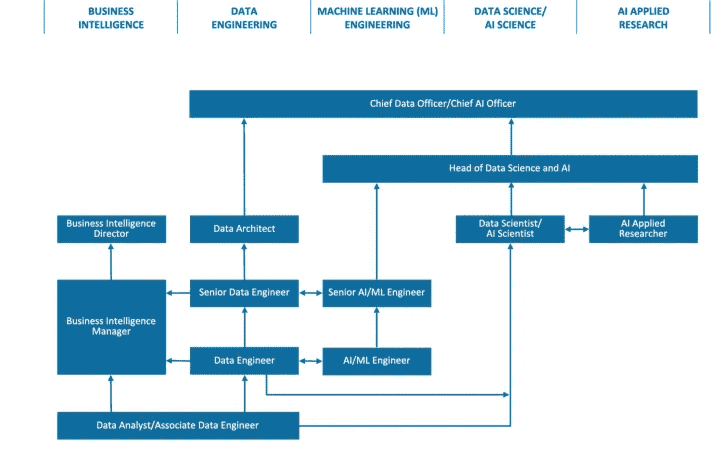 BUSINESS
INTELLIGENCE
DATA
ENGINEERING
MACHINE LEARNING (ML)
ENGINEERING
DATA SCIENCE/
AI SCIENCE
AI APPLIED
RESEARCH
Chief Data Officer/Chief AI Officer
Head of Data Science and AI
Business Intelligence
Director
Data Architect
Data Scientist/
AI Scientist
AI Applied
Researcher
Senior Data Engineer
Senior AI/ML Engineer
Business Intelligence
Manager
Data Engineer
AI/ML Engineer
Data Analyst/Associate Data Engineer